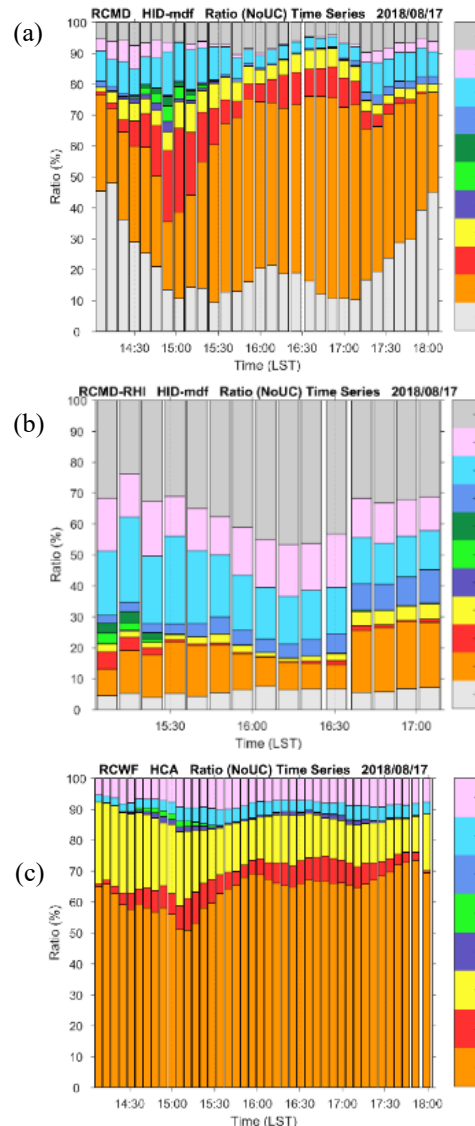 (a)
RCMD HID-mdf Ratio (NoUC) Time Series 2018/08/17
100
90
80
70
60
50
40
30
20
10
0
Ratio (%)
14:30 15:00 15:30 16:00 16:30 17:00 17:30 18:00
Time (LST)
(b)
RCMD-RHI HID-mdf Ratio (NoUC) Time Series 2018/08/17
100
90
80
70
60
50
40
30
20
10
0
Ratio (%)
15:30 16:00 16:30 17:00
Time (LST)
(c)
RCWF HCA Ratio (NoUC) Time Series 2018/08/17
100
90
80
70
60
50
40
30
20
10
0
Ratio (%)
14:30 15:00 15:30 16:00 16:30 17:00 17:30 18:00
Time (LST)